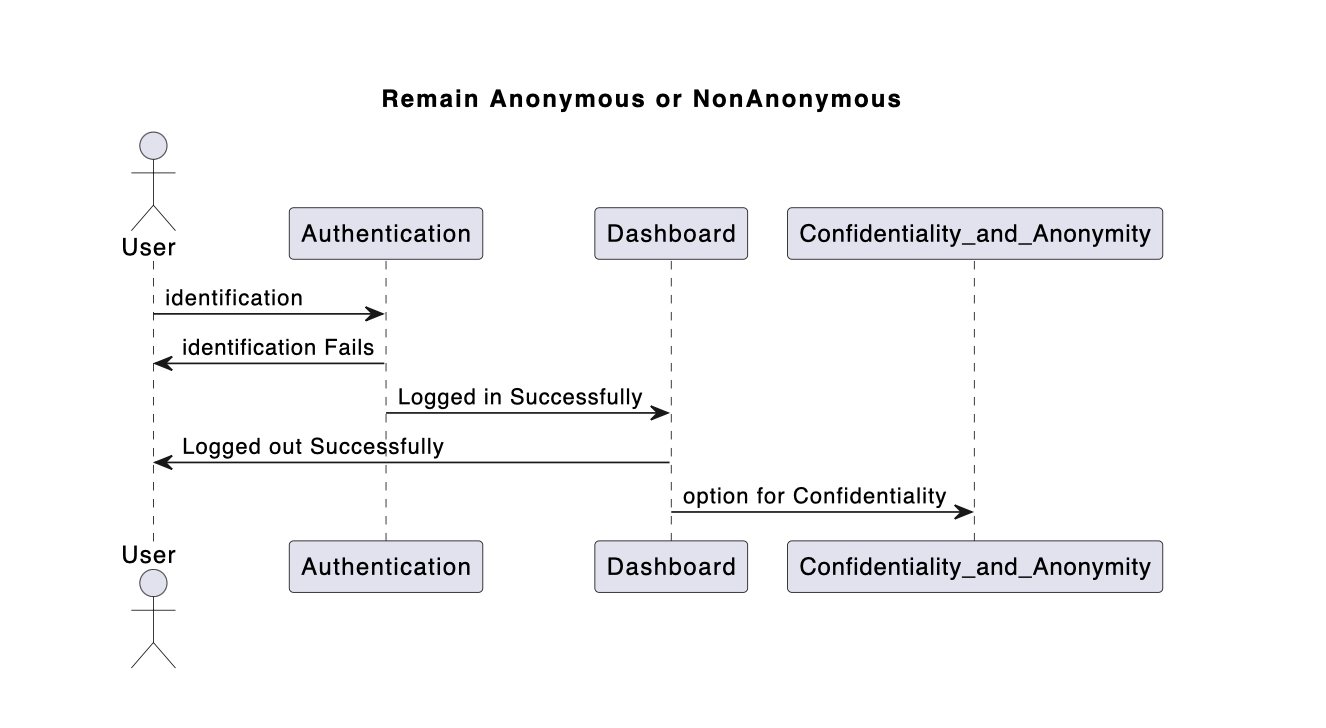 Remain Anonymous or NonAnonymous
User
Authentication
Dashboard
Confidentiality_and_Anonymity
identification
identification Fails
Logged in Successfully
Logged out Successfully
option for Confidentiality
User
Authentication
Dashboard
Confidentiality_and_Anonymity